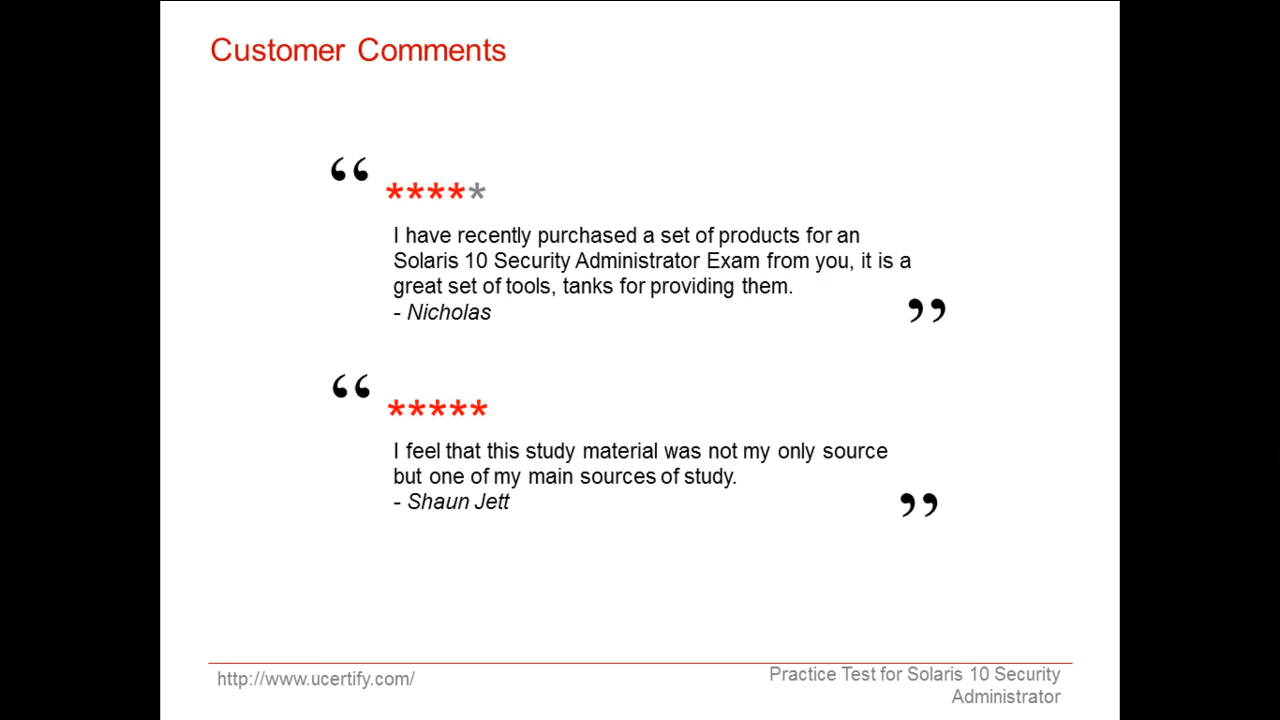 Customer Comments
“
*****
I have recently purchased a set of products for an
Solaris 10 Security Administrator Exam from you, it is a
great set of tools, tanks for providing them.
- Nicholas
”
“
*****
I feel that this study material was not my only source
but one of my main sources of study.
- Shaun Jett
”
http://www.ucertify.com/
Practice Test for Solaris 10 Security
Administrator